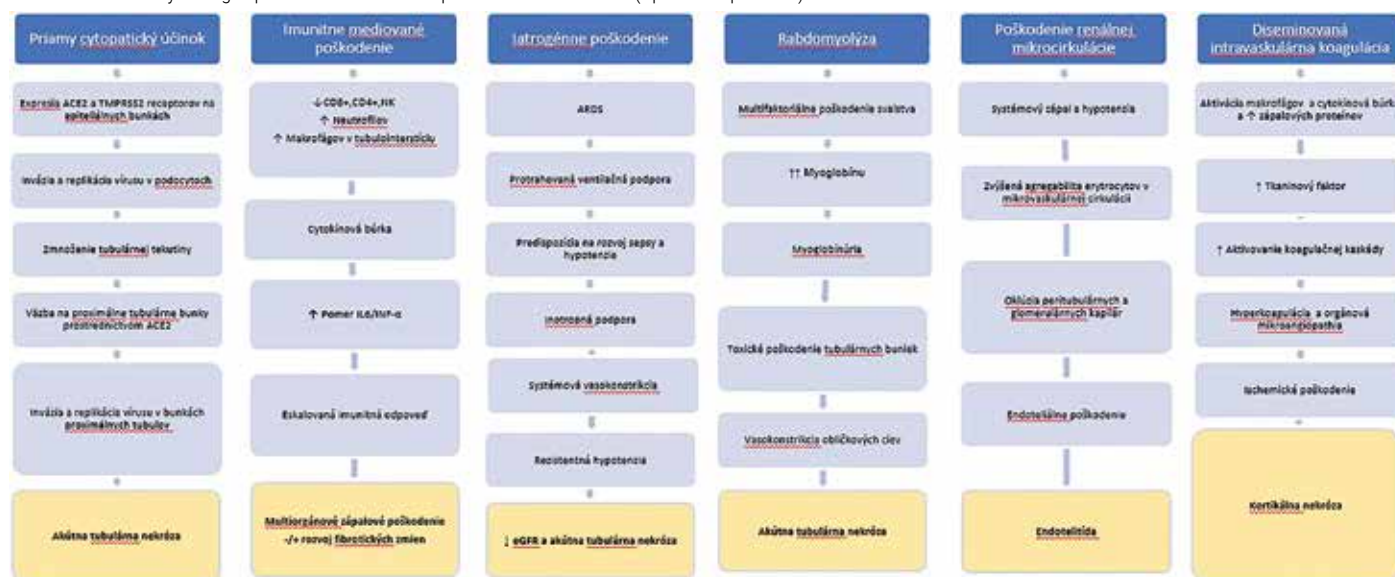 Priamy cytopatický účinok
Expresia ACE2 a TMPRSS2 receptorov na
epiteliálnych bunkách
Invázia a replikácia vírusu v podocytoch
Zmnoženie tubulárnej tekutiny
Väzba na proximálne tubulárne bunky
prostredníctvom ACE2
Invázia a replikácia vírusu v bunkách
proximálnych tubulov
Akútna tubulárna nekróza
Imunitne mediované
poškodenie
↓CD8+,CD4+,NK
↑ Neutrofilov
↑ Makrofágov v tubulointerstíciu
Cytokínová búrka
↑ Pomer IL6/INF-α
Eskalovaná imunitná odpoveď
Multiorgánové zápalové poškodenie
-/+ rozvoj fibrotických zmien
Iatrogénne poškodenie
ARDS
Protrahovaná ventilačná podpora
Predispozícia na rozvoj sepsy a
hypotenzie
Inotropná podpora
Systémová vasokonstrikcia
Rezistentná hypotenzia
↓ eGFR a akútna tubulárna nekróza
Rabdomyolýza
Multifaktoriálne poškodenie svalstva
↑↑ Myoglobínu
Myoglobinúria
Toxické poškodenie tubulárnych buniek
Vasokonstrikcia obličkových ciev
Akútna tubulárna nekróza
Poškodenie renálnej
mikrocirkulácie
Systémový zápal a hypotenzia
Zvýšená agregabilita erytrocytov v
mikrovaskulárnej cirkulácii
Oklúzia peritubulárnych a
glomerulárnych kapilár
Endoteliálne poškodenie
Endotelitída
Diseminovaná
intravaskulárna koagulácia
Aktivácia makrofágov a cytokínová búrka
a ↑ zápalových proteínov
↑ Tkanivový faktor
↑ Aktivovanie koagulačnej kaskády
Hyperkoagulácia a orgánová
mikroangiopathia
Ischemické poškodenie
Kortikálna nekróza